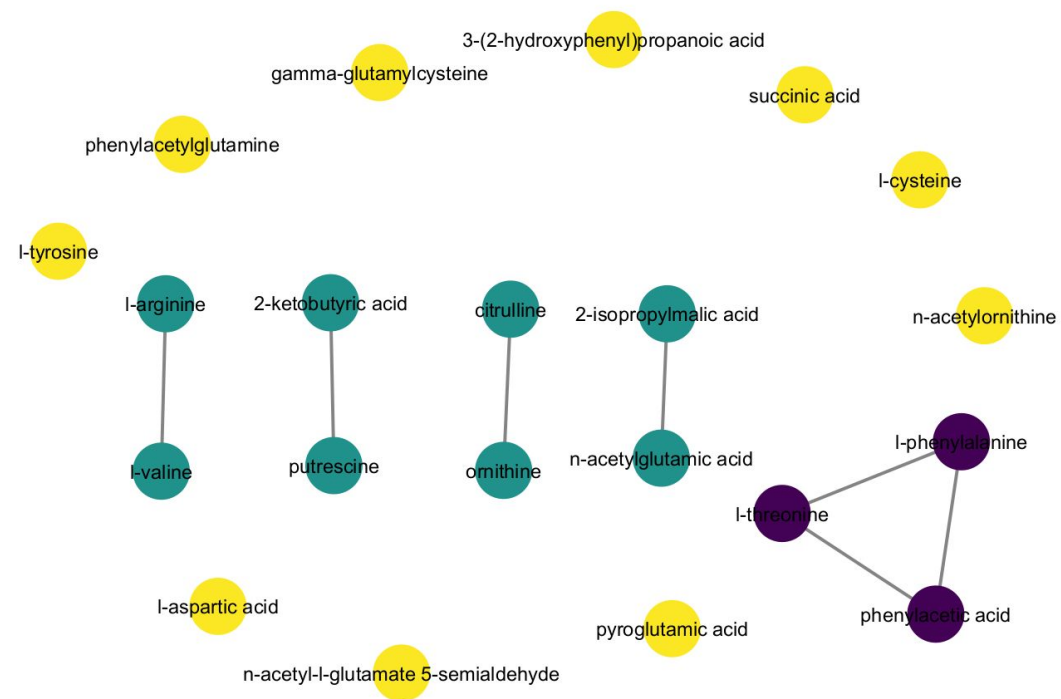 3-(2-hydroxyphenyl)propanoic acid
gamma-glutamylcysteine
succinic acid
phenylacetylglutamine
l-cysteine
l-tyrosine
l-arginine
2-ketobutyric acid
citrulline
2-isopropylmalic acid
n-acetylornithine
l-phenylalanine
l-valine
putrescine
ornithine
n-acetylglutamic acid
l-threonine
l-aspartic acid
phenylacetic acid
pyroglutamic acid
n-acetyl-l-glutamate 5-semialdehyde